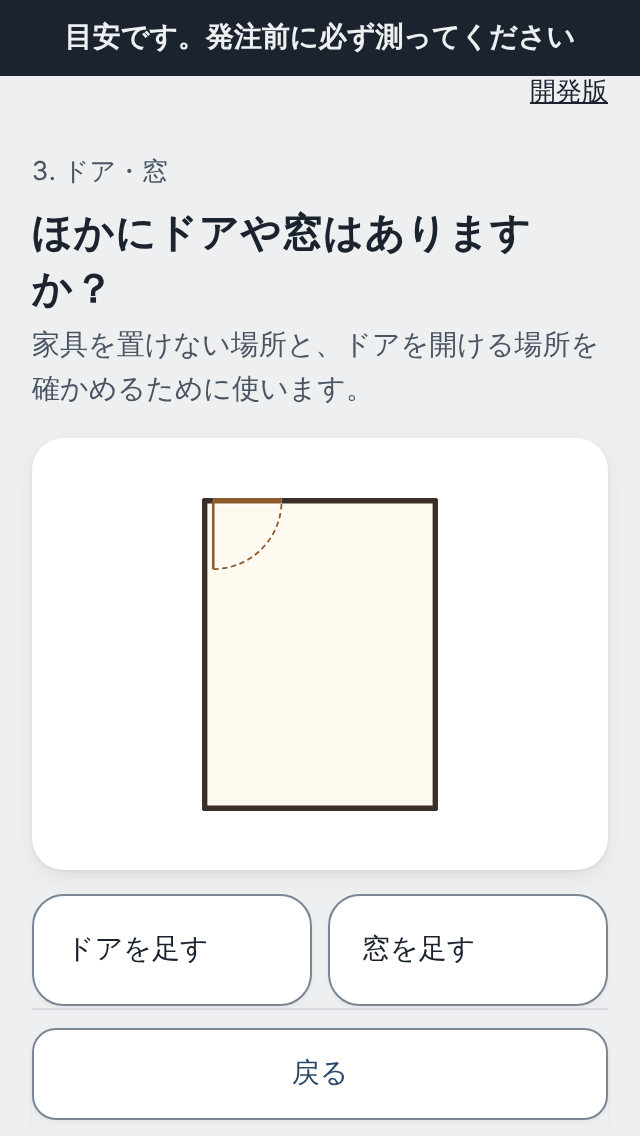 目安です。発注前に必ず測ってください
開発版
3. ドア・窓
ほかにドアや窓はあります
か？
家具を置けない場所と、ドアを開ける場所を
確かめるために使います。
ドアを足す
窓を足す
戻る